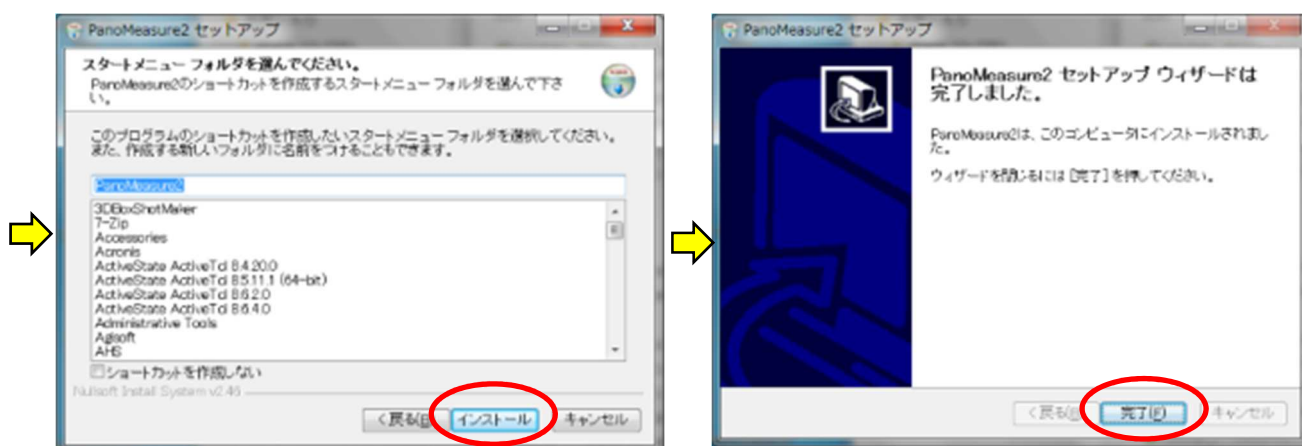 PanoMeasure2 セットアップ
スタートメニュー フォルダを選んでください。
PanoMeasure2のショートカットを作成するスタートメニュー フォルダを選んで下さ
い。
このプログラムのショートカットを作成したいスタートメニュー フォルダを選択してください。
また、作成する新しいフォルダに名前をつけることもできます。
PanoMeasure2
3DBoxShotMaker
7-Zip
Accessories
Acronis
ActiveState ActiveTcl 8.4.20.0
ActiveState ActiveTcl 8.5.11.1 (64-bit)
ActiveState ActiveTcl 8.6.2.0
ActiveState ActiveTcl 8.6.4.0
Administrative Tools
Agisoft
AHS
ショートカットを作成しない
Nullsoft Install System v2.46
< 戻る(B
インストール
キャンセル
PanoMeasure2 セットアップ
PanoMeasure2 セットアップ ウィザードは
完了しました。
PanoMeasure2は、このコンピュータにインストールされまし
た。
ウィザードを閉じるには [完了] を押してください。
< 戻る(B
完了(F)
キャンセル